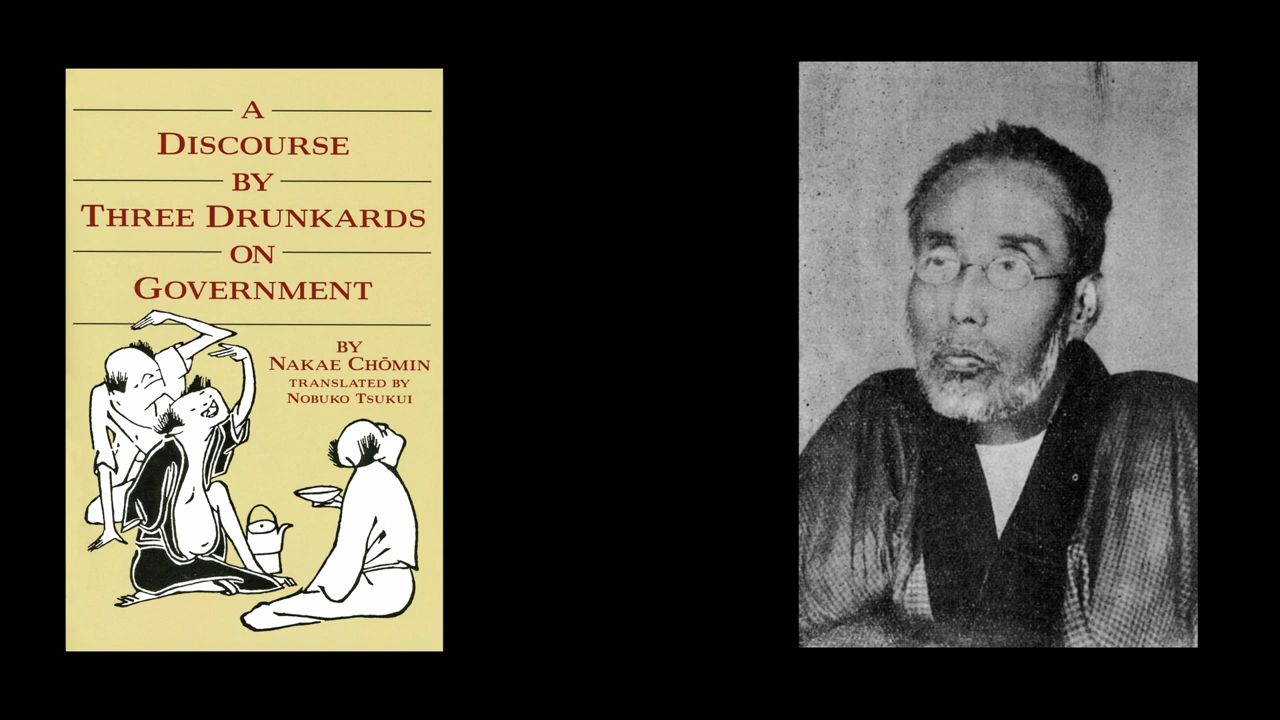 A
DISCOURSE
BY
THREE DRUNKARDS
ON
GOVERNMENT
BY
NAKAE CHŌMIN
TRANSLATED BY
NOBUKO TSUKUI